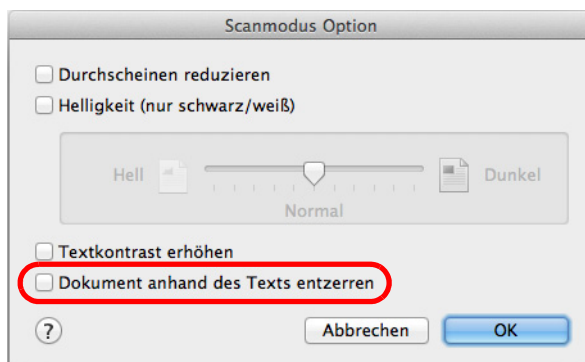 Scanmodus Option
Durchscheinen reduzieren
Helligkeit (nur schwarz/weiß)
Hell Dunkel
Normal
Textkontrast erhöhen
Dokument anhand des Texts entzerren
? Abbrechen OK